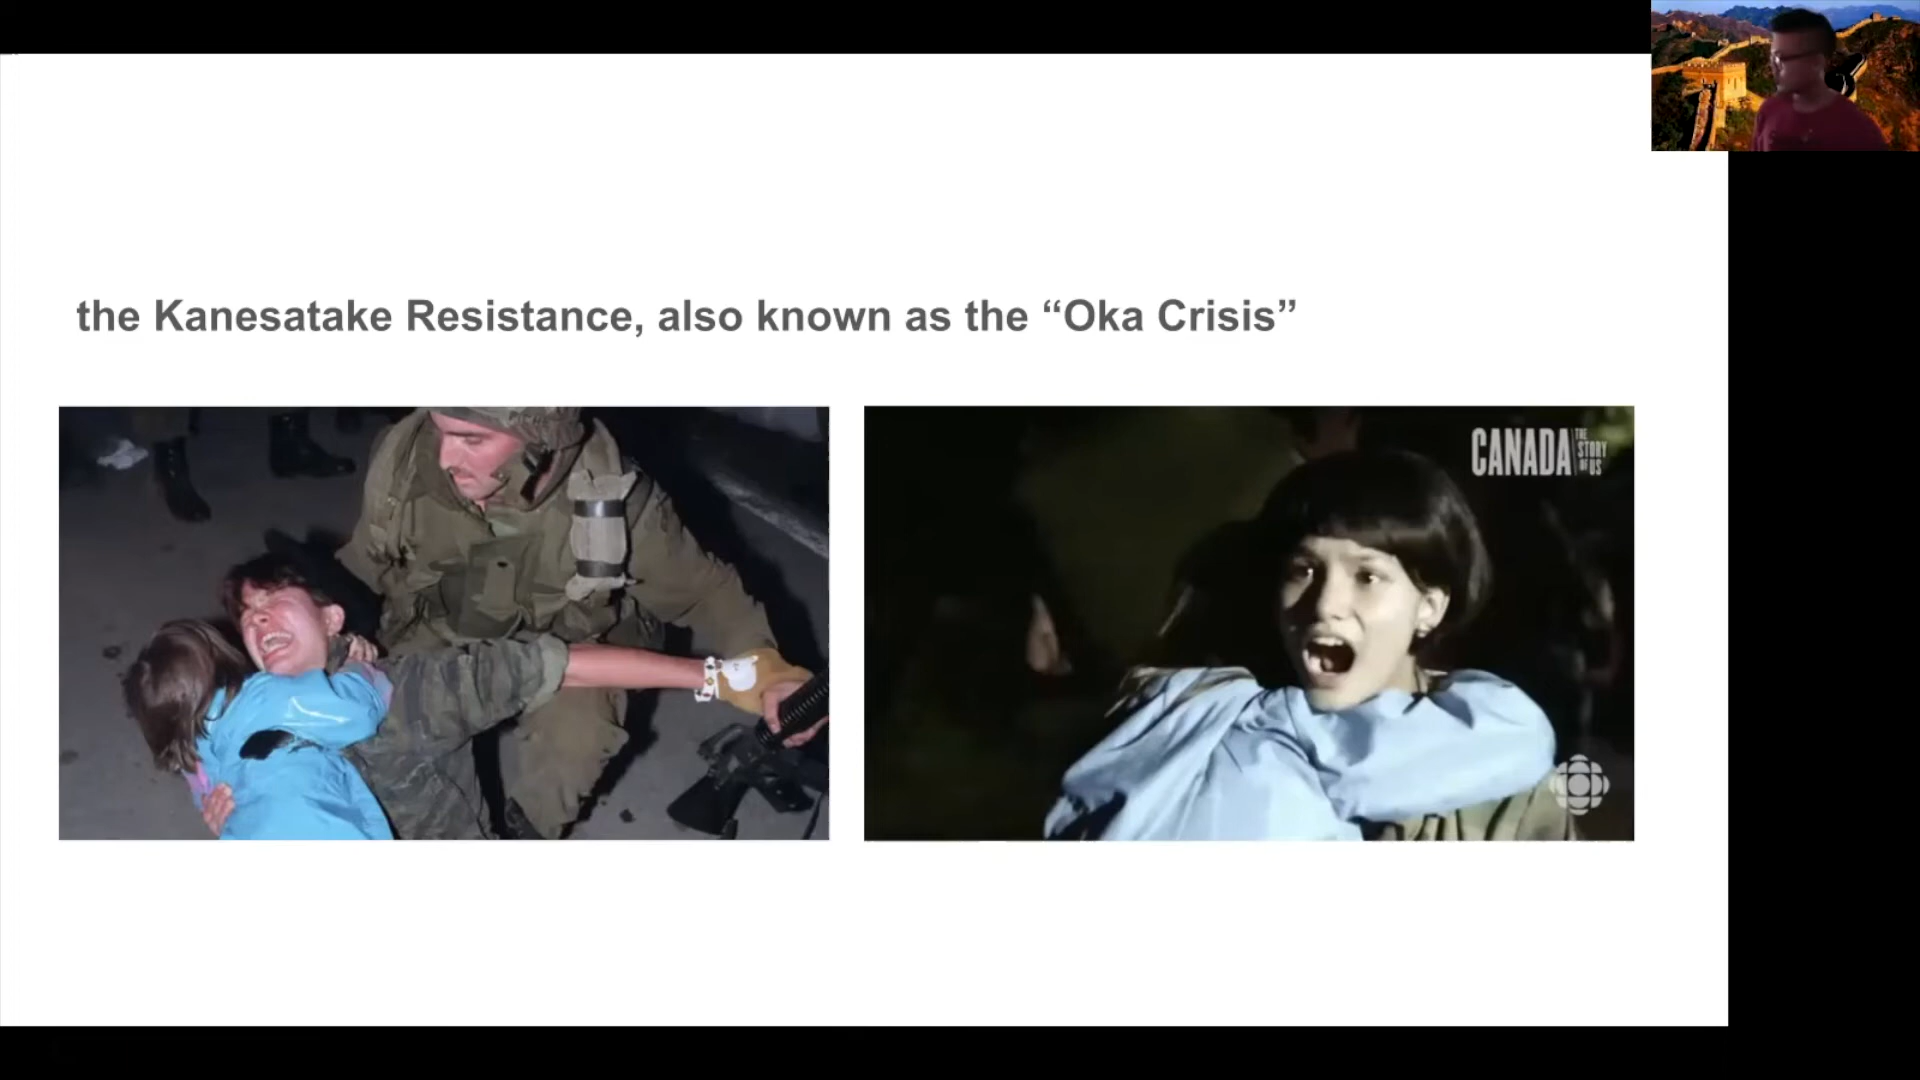 the Kanesatake Resistance, also known as the “Oka Crisis”
CANADA THE STORY OF US